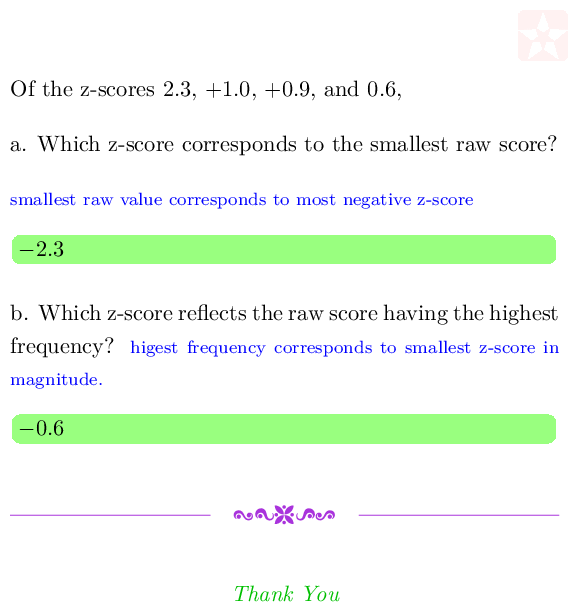 Of the z-scores 2.3, +1.0, +0.9, and 0.6,
a. Which z-score corresponds to the smallest raw score?
smallest raw value corresponds to most negative z-score
−2.3
b. Which z-score reflects the raw score having the highest
frequency? higest frequency corresponds to smallest z-score in
magnitude.
−0.6
Thank You